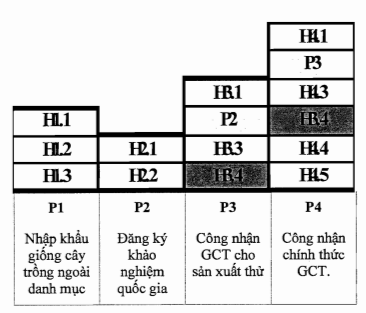 H4.1
P3
H3.1 H4.3
H1.1 P2 H3.4
H1.2 H2.1 H3.3 H4.4
H1.3 H2.2 H3.4 H4.5
P1 P2 P3 P4
Nhập khẩu
giống cây
trồng ngoài
danh mục
Đăng ký
khảo
nghiệm
quốc gia
Công nhận
GCT cho
sản xuất thử
Công nhận
chính thức
GCT.